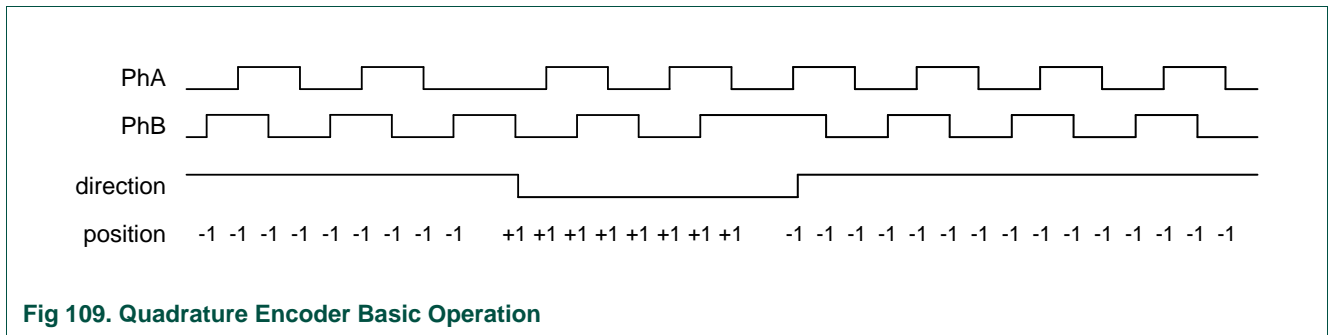 PhA
PhB
direction
position -1 -1 -1 -1 -1 -1 -1 -1 -1 +1 +1 +1 +1 +1 +1 +1 +1 -1 -1 -1 -1 -1 -1 -1 -1 -1 -1 -1 -1 -1 -1 -1
Fig 109. Quadrature Encoder Basic Operation